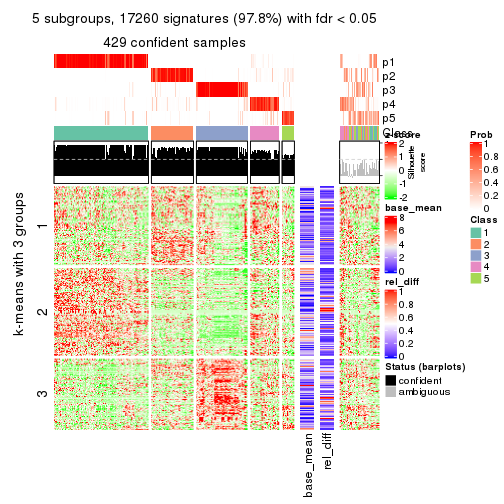 5 subgroups, 17260 signatures (97.8%) with fdr < 0.05
429 confident samples
p1
p2
p3
p4
p5
Class
Silhouette
score
k-means with 3 groups
1
2
3
base_mean
rel_diff
z-score
2
1
0
-1
-2
base_mean
8
6
4
2
0
rel_diff
1
0.8
0.6
0.4
0.2
0
Status (barplots)
confident
ambiguous
Prob
1
0.8
0.6
0.4
0.2
0
Class
1
2
3
4
5